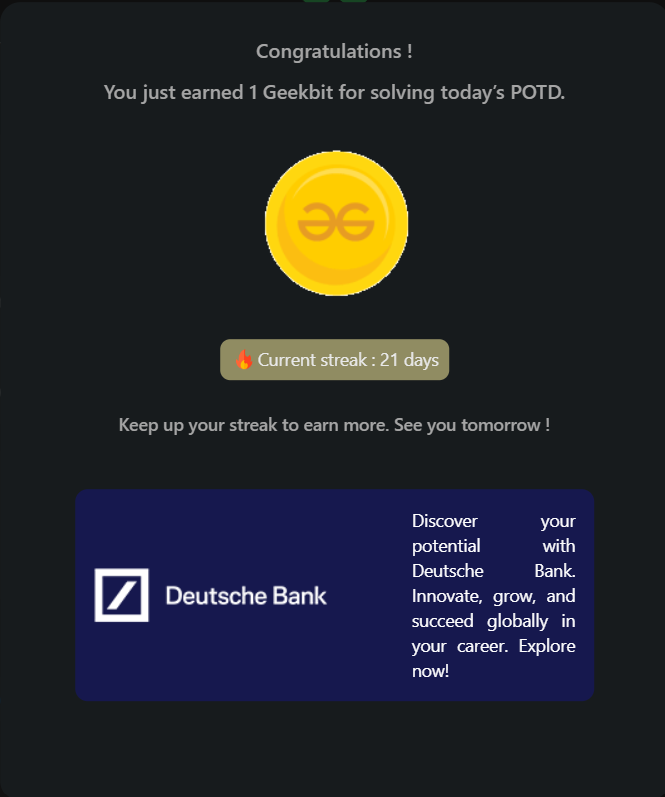 Congratulations !
You just earned 1 Geekbit for solving today’s POTD.
Current streak : 21 days
Keep up your streak to earn more. See you tomorrow !
Deutsche Bank
Discover your
potential with
Deutsche Bank.
Innovate, grow, and
succeed globally in
your career. Explore
now!